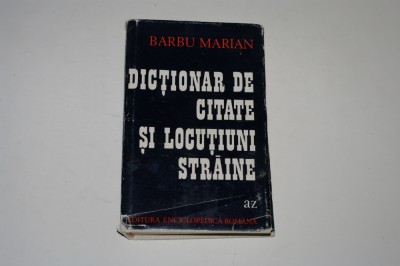 BARBU MARIAN
DICȚIONAR DE
CITATE
ȘI LOCUȚIUNI
STRĂINE
az
EDITURA ENCICLOPEDICĂ ROMÂNĂ